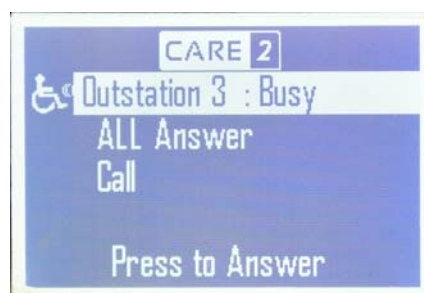 CARE 2
Outstation 3 : Busy
ALL Answer
Call
Press to Answer